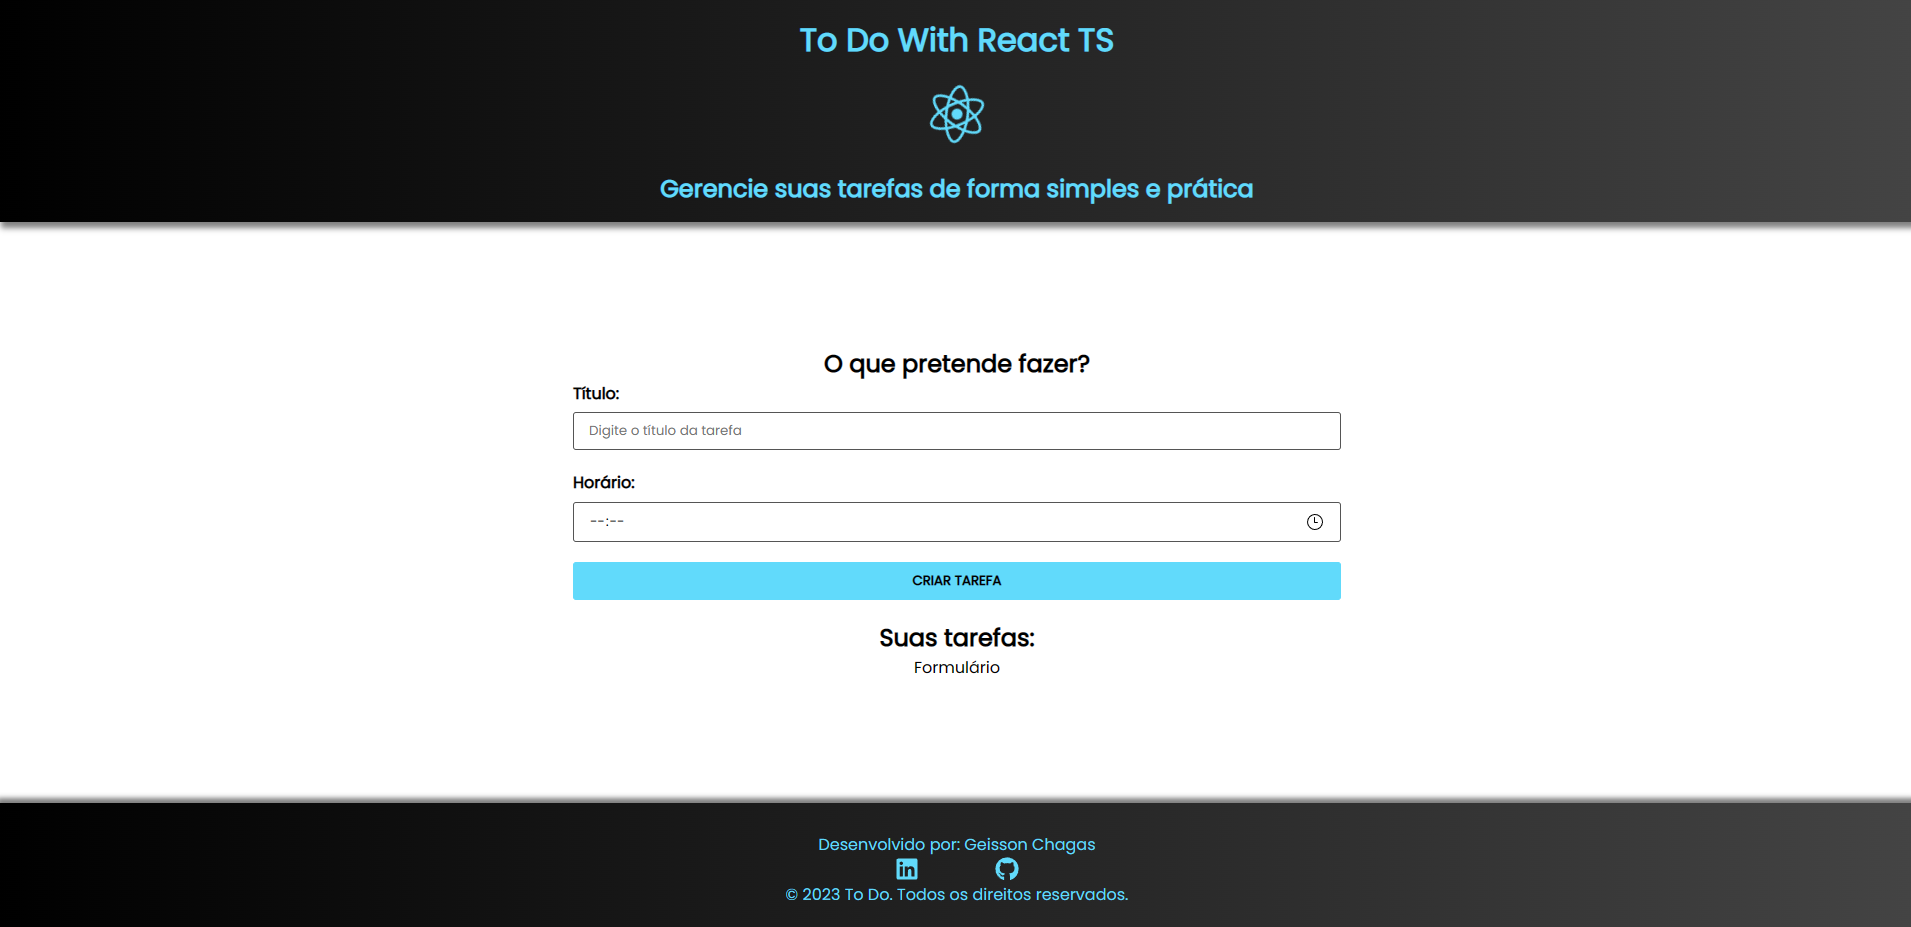 To Do With React TS
Gerencie suas tarefas de forma simples e prática
O que pretende fazer?
Título:
Digite o título da tarefa
Horário:
--:--
CRIAR TAREFA
Suas tarefas:
Formulário
Desenvolvido por: Geisson Chagas
© 2023 To Do. Todos os direitos reservados.